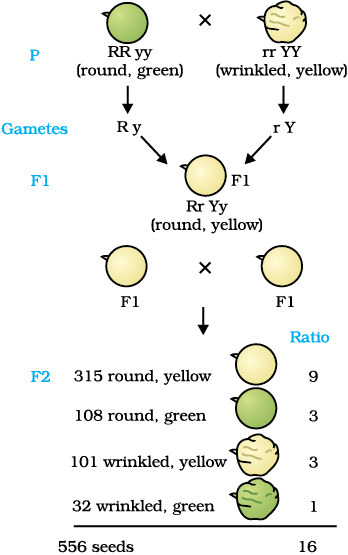 ×
P
RR yy
rr YY
(round, green)
(wrinkled, yellow)
Gametes
R y
r Y
F1
F1
Rr Yy
(round, yellow)
×
F1
F1
Ratio
F2
315 round, yellow
9
108 round, green
3
101 wrinkled, yellow
3
32 wrinkled, green
1
556 seeds
16